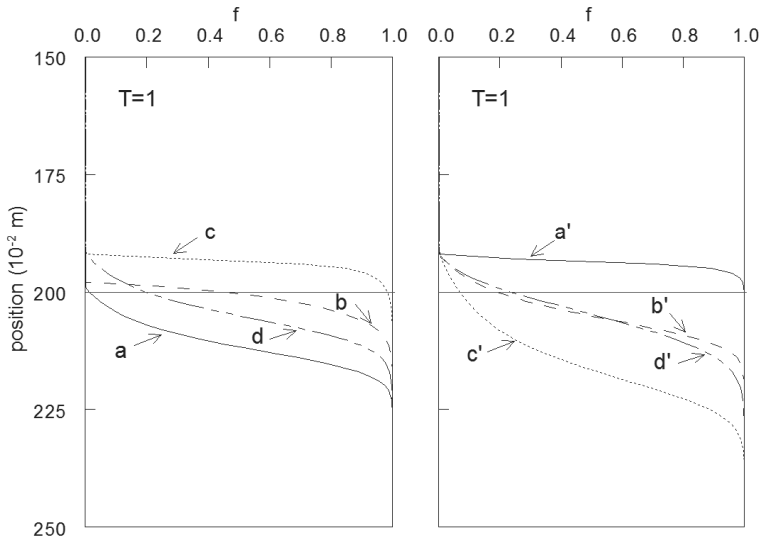 f f
0.0 0.2 0.4 0.6 0.8 1.0 0.0 0.2 0.4 0.6 0.8 1.0
150
T=1 T=1
175
position (10⁻² m)
c a'
200
b b'
a d c' d'
225
250